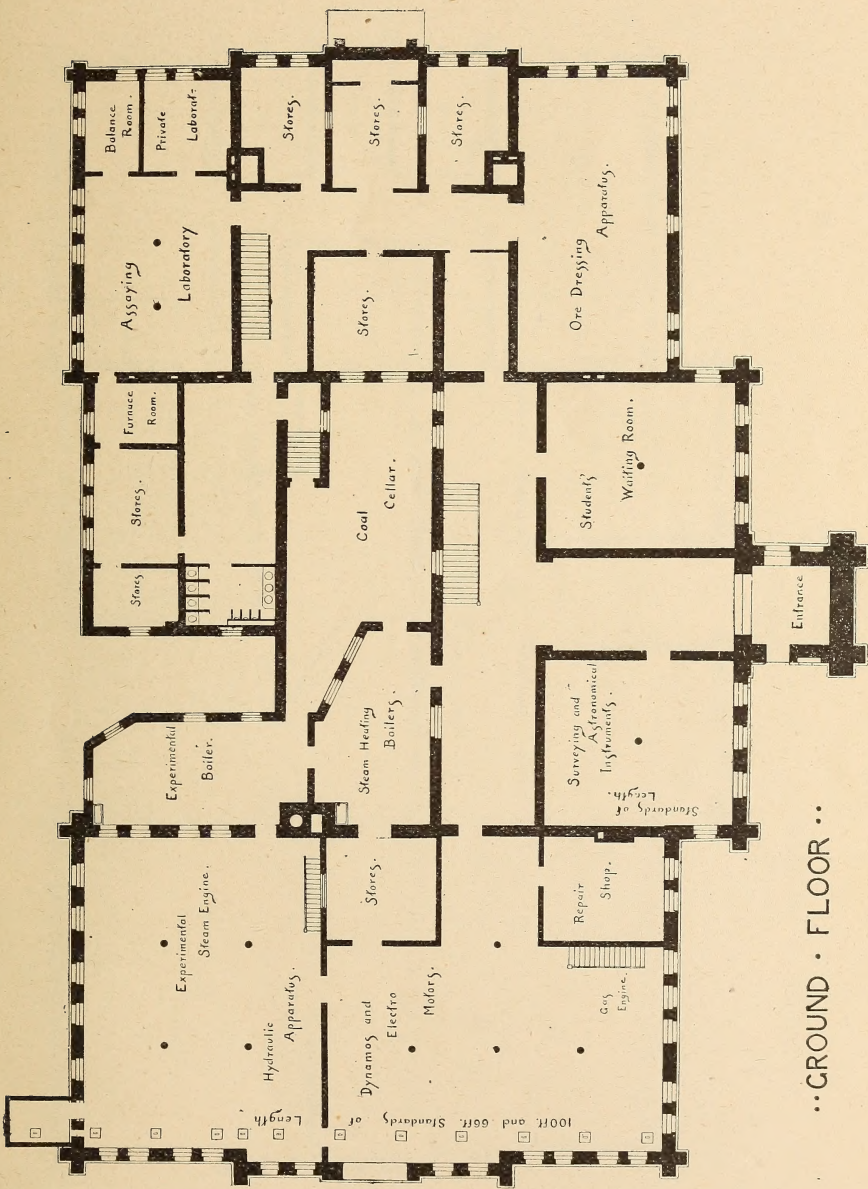 Balance
Room.
Private
Laborat.
Stores.
Stores.
Stores.
Assaying
Laboratory
Ore Dressing
Apparatus.
Stores.
Furnace
Room.
Stores.
Stores
Coal
Cellar.
Students'
Waiting Room.
Entrance
Experimental
Boiler.
Steam Heating
Boilers.
Surveying and
Astronomical
Instruments.
Standards of
Length.
Experimental
Steam Engine.
Stores.
Repair
Shop.
Hydraulic
Apparatus.
Dynamos and
Electro
Motors.
Gas
Engine.
100ft. and 66ft. Standards of Length
··GROUND · FLOOR··